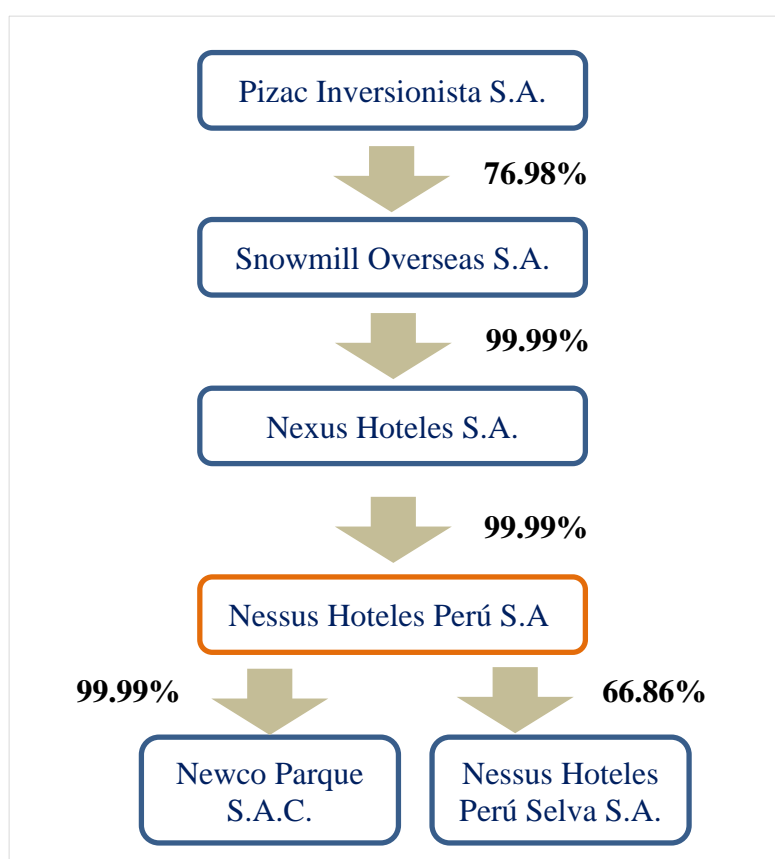 Pizac Inversionista S.A.
76.98%
Snowmill Overseas S.A.
99.99%
Nexus Hoteles S.A.
99.99%
Nessus Hoteles Perú S.A
99.99%
66.86%
Newco Parque
S.A.C.
Nessus Hoteles
Perú Selva S.A.